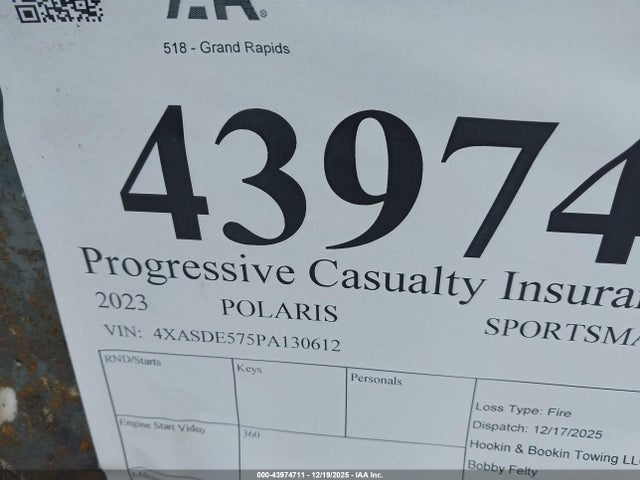 518 - Grand Rapids
43974
Progressive Casualty Insura
2023 POLARIS SPORTSMA
VIN: 4XASDE575PA130612
RND/Starts Keys Personals
Loss Type: Fire
Engine Start Video 360 Dispatch: 12/17/2025
Hookin & Bookin Towing LL
Bobby Felty
000-43974711 - 12/19/2025 - IAA Inc.